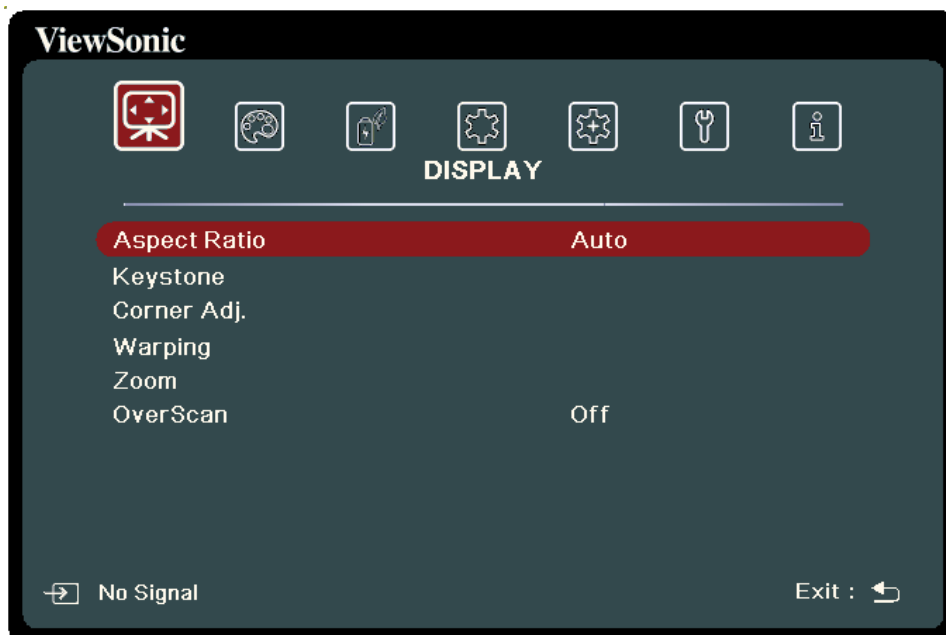 ViewSonic
DISPLAY
Aspect Ratio Auto
Keystone
Corner Adj.
Warping
Zoom
OverScan Off
No Signal Exit :